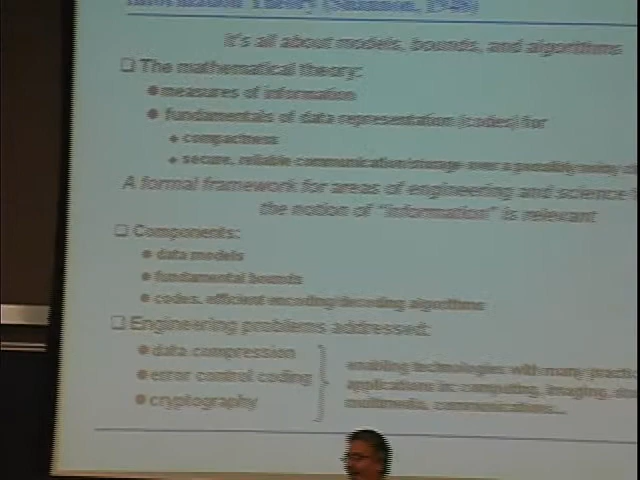 Information Theory (Shannon, 1948)
It's all about models, bounds, and algorithms
The mathematical theory:
measures of information
fundamentals of data representation (codes) for
compactness
secure, reliable communication/storage over a possibly noisy
A formal framework for areas of engineering and science
the notion of "information" is relevant
Components:
data models
fundamental bounds
codes, efficient encoding/decoding algorithms
Engineering problems addressed:
data compression
error control coding
cryptography
enabling technologies with many
applications in computing, imaging,
multimedia, communications...